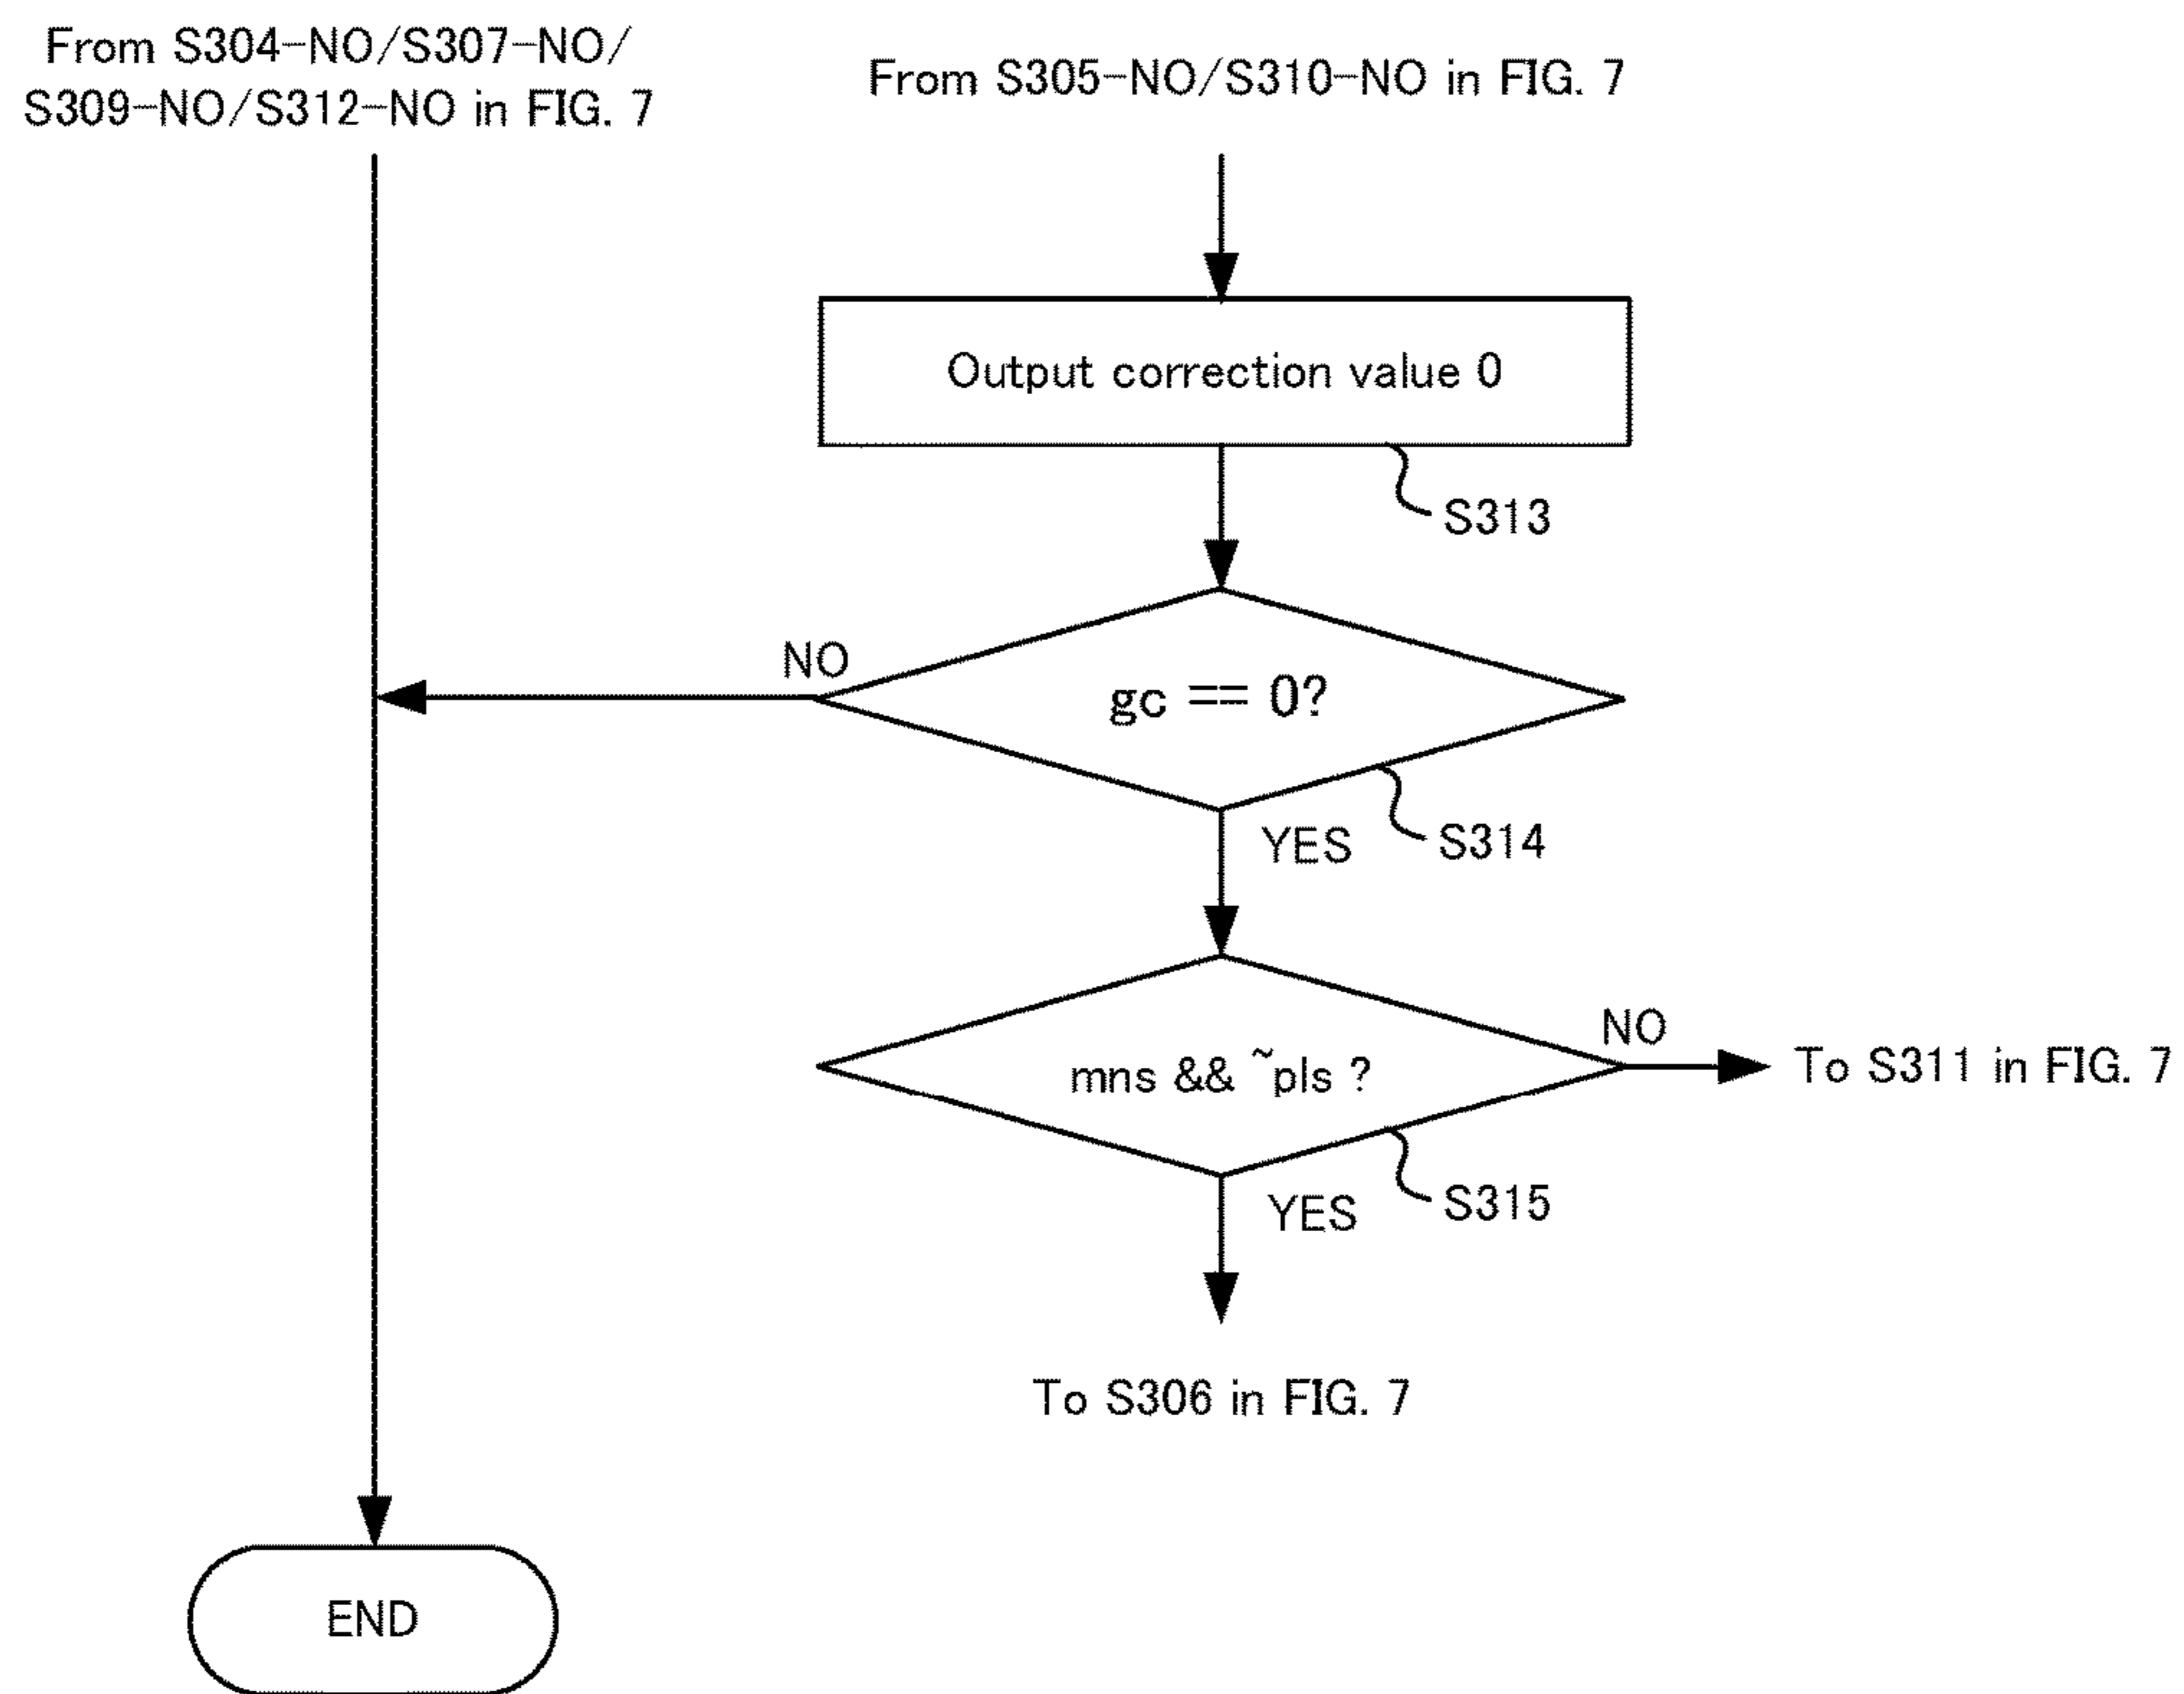 From S304-NO/S307-NO/
S309-NO/S312-NO in FIG. 7
From S305-NO/S310-NO in FIG. 7
Output correction value 0
S313
NO
gc == 0?
S314
YES
mns && ~pls ?
NO
To S311 in FIG. 7
S315
YES
To S306 in FIG. 7
END